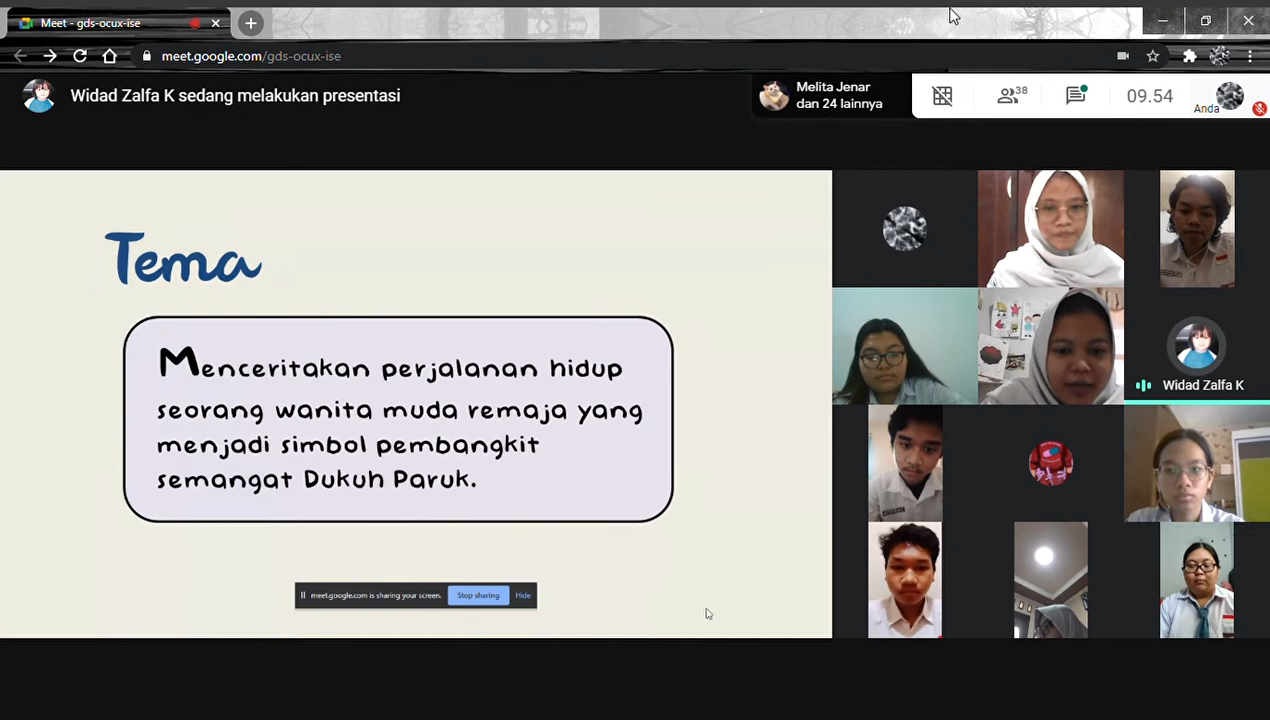 Meet - gds-ocux-ise
meet.google.com/gds-ocux-ise
Widad Zalfa K sedang melakukan presentasi
Melita Jenar
dan 24 lainnya
38
09.54
Anda
Tema
Menceritakan perjalanan hidup
seorang wanita muda remaja yang
menjadi simbol pembangkit
semangat Dukuh Paruk.
meet.google.com is sharing your screen.
Stop sharing
Hide
Widad Zalfa K